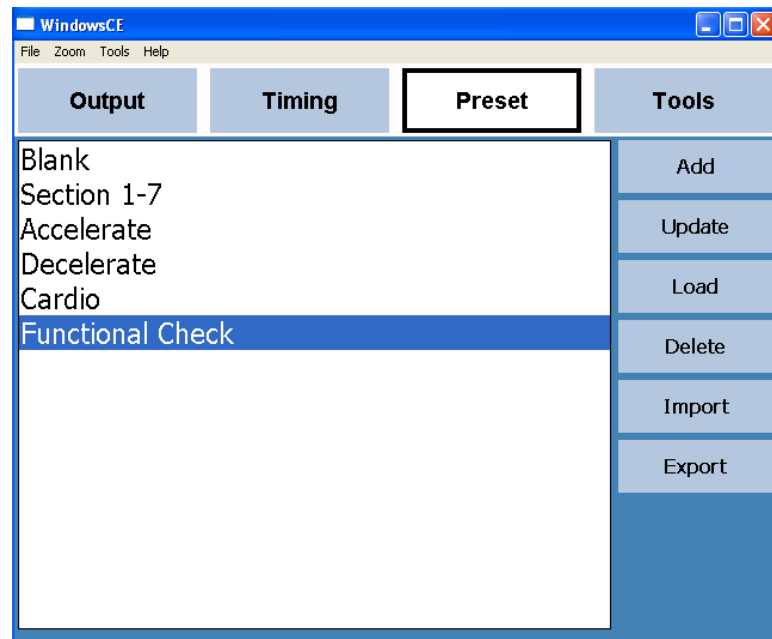 WindowsCE
File Zoom Tools Help
Output Timing Preset Tools
Blank
Section 1-7
Accelerate
Decelerate
Cardio
Functional Check
Add
Update
Load
Delete
Import
Export